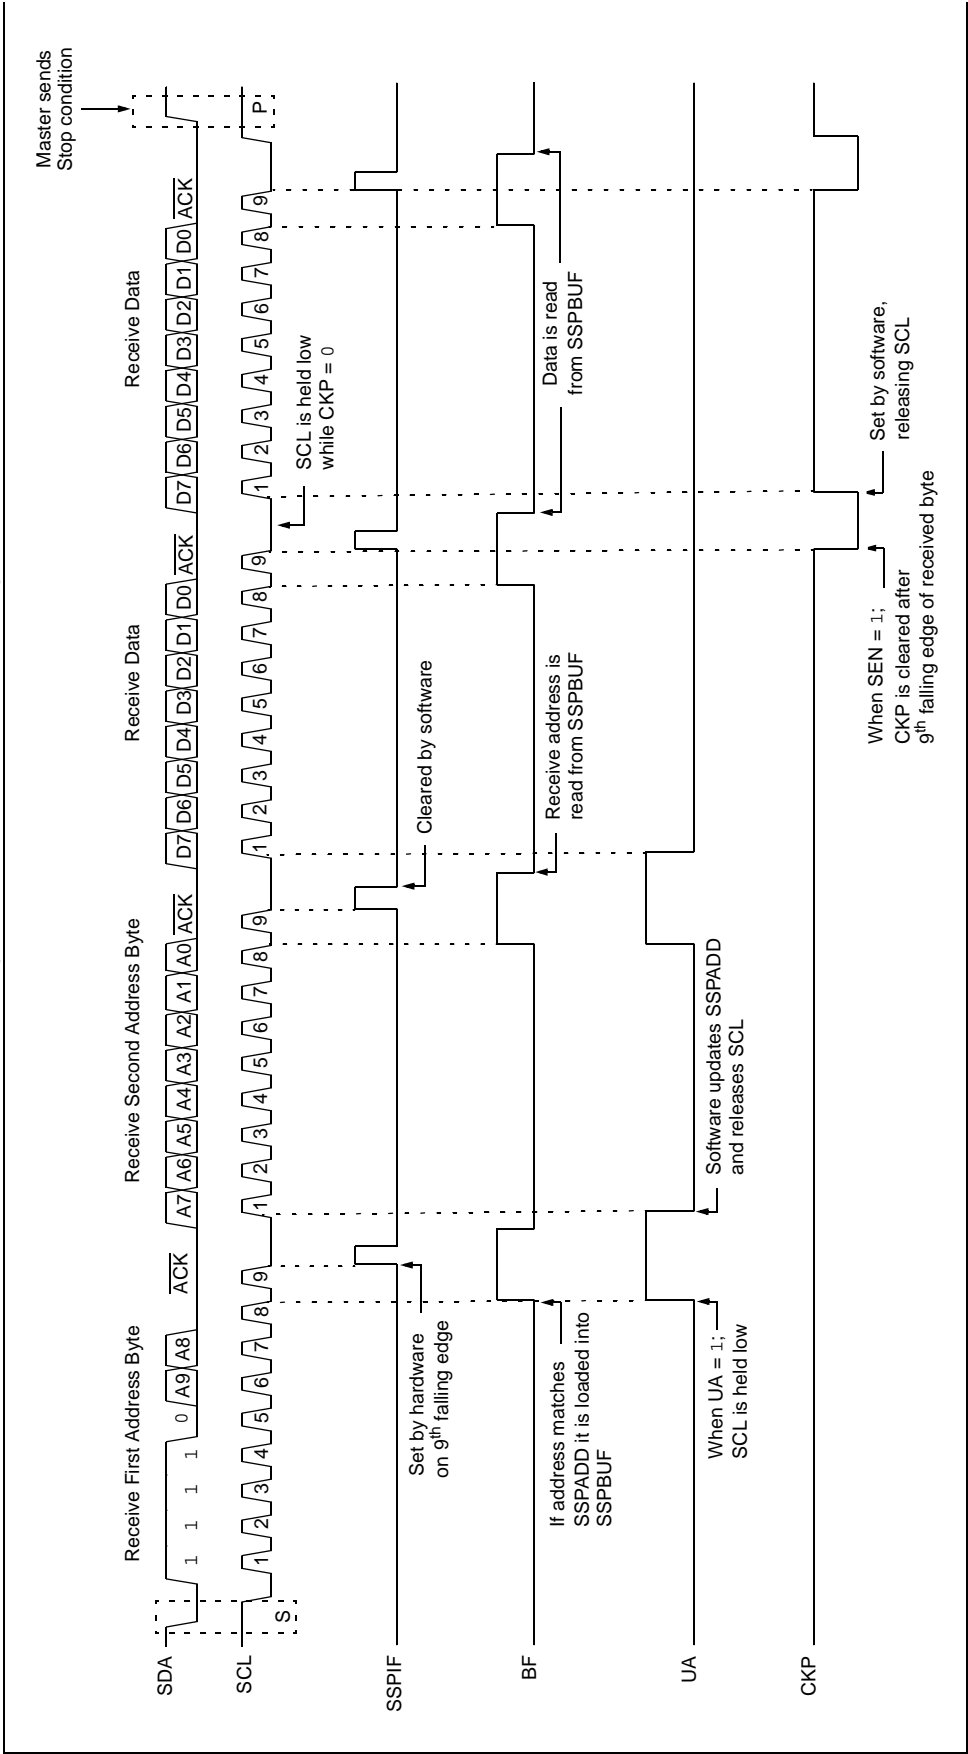 Master sends
Stop condition
Receive First Address Byte
Receive Second Address Byte
Receive Data
Receive Data
SDA
1 1 1 1 0 A9 A8 ACK
A7 A6 A5 A4 A3 A2 A1 A0 ACK
D7 D6 D5 D4 D3 D2 D1 D0 ACK
D7 D6 D5 D4 D3 D2 D1 D0 ACK
SCL
S
1 2 3 4 5 6 7 8 9
1 2 3 4 5 6 7 8 9
1 2 3 4 5 6 7 8 9
1 2 3 4 5 6 7 8 9
P
SCL is held low
while CKP = 0
SSPIF
Set by hardware
on 9th falling edge
Cleared by software
BF
If address matches
SSPADD it is loaded into
SSPBUF
Receive address is
read from SSPBUF
Data is read
from SSPBUF
UA
When UA = 1;
SCL is held low
Software updates SSPADD
and releases SCL
CKP
When SEN = 1;
CKP is cleared after
9th falling edge of received byte
Set by software,
releasing SCL